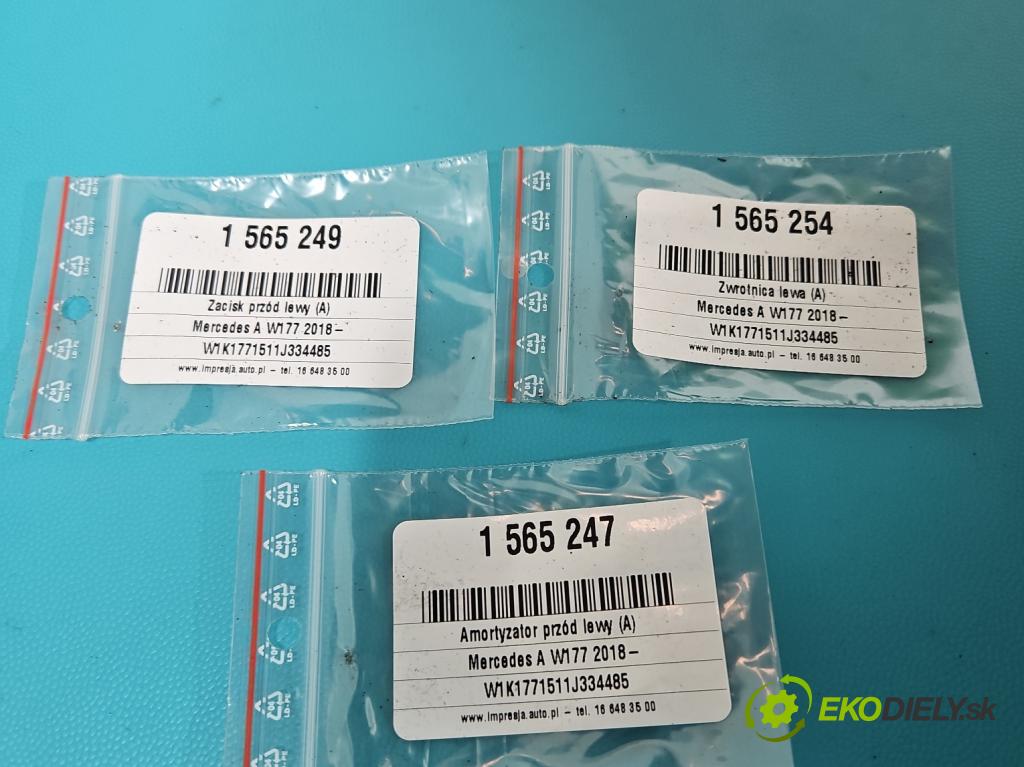 1 565 249
Zacisk przód lewy (A)
Mercedes A W177 2018-
W1K1771511J334485
www.impresja.auto.pl - tel. 16 648 35 00
1 565 254
Zwrotnica lewa (A)
Mercedes A W177 2018-
W1K1771511J334485
www.impresja.auto.pl - tel. 16 648 35 00
1 565 247
Amortyzator przód lewy (A)
Mercedes A W177 2018-
W1K1771511J334485
www.impresja.auto.pl - tel. 16 648 35 00
04
LD-PE
EKODIELY.sk